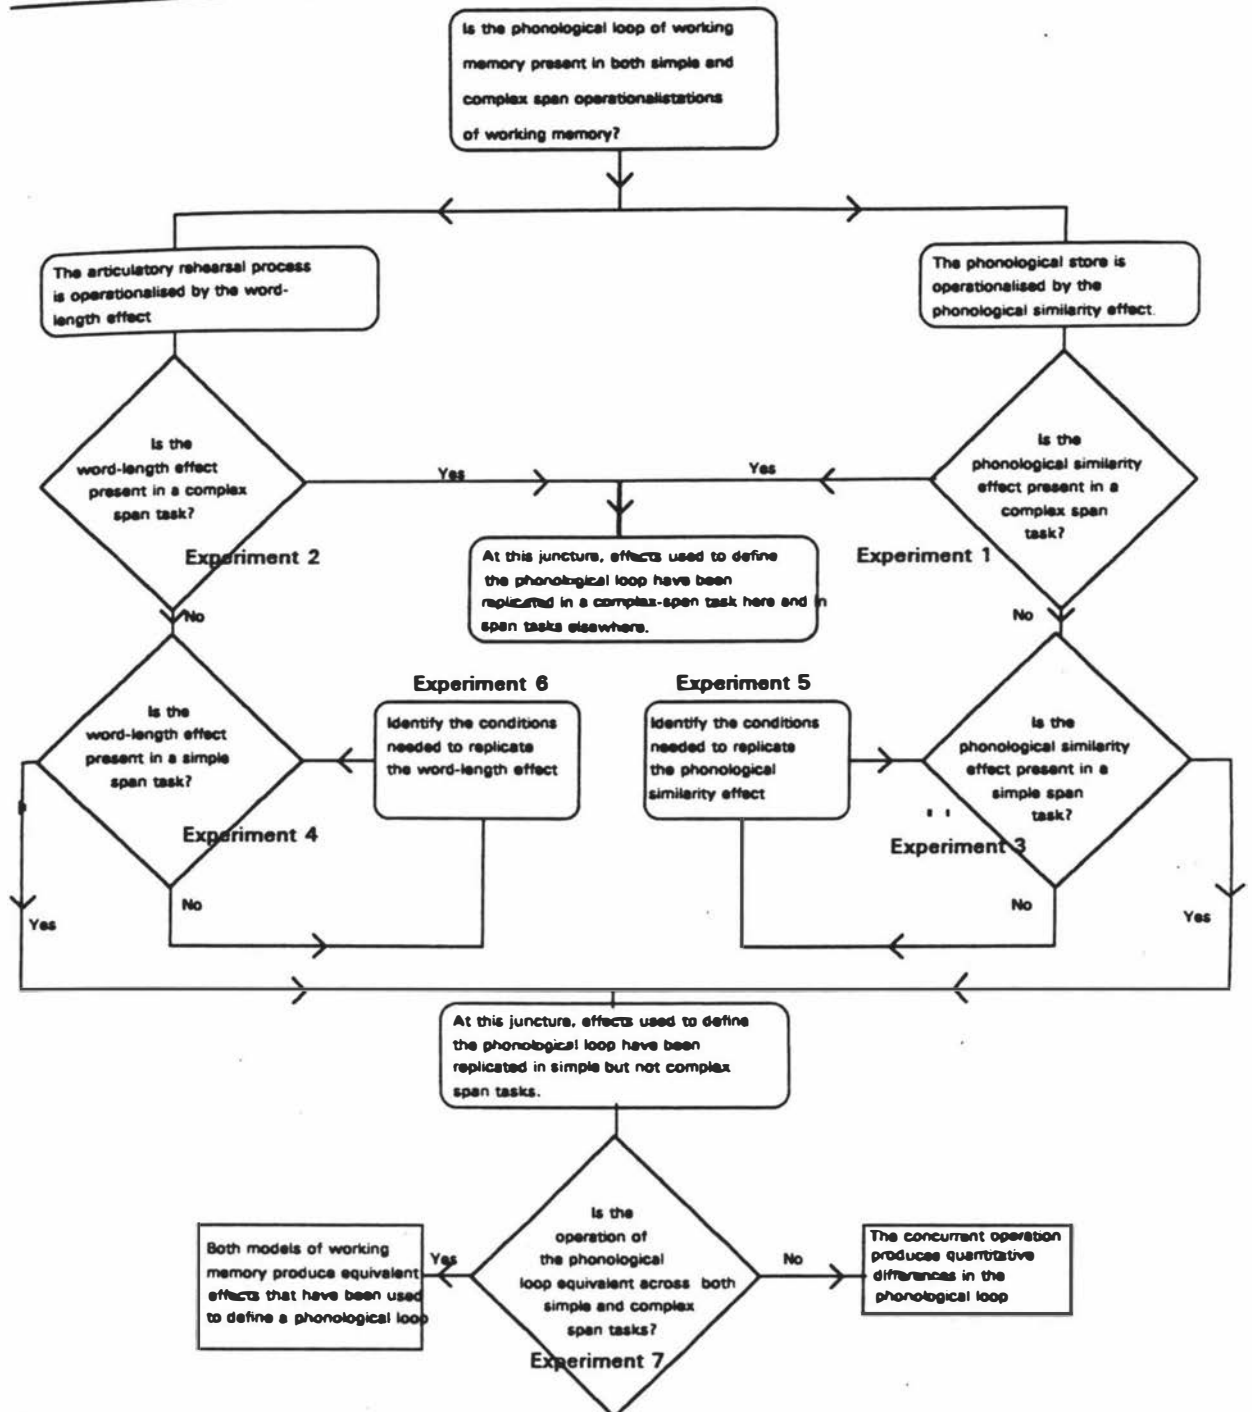 Is the phonological loop of working
memory present in both simple and
complex span operationalistations
of working memory?
The articulatory rehearsal process
is operationalised by the word-
length effect
The phonological store is
operationalised by the
phonological similarity effect.
Is the
word-length effect
present in a complex
span task?
Experiment 2
Yes
Yes
Is the
phonological similarity
effect present in a
complex span
task?
Experiment 1
At this juncture, effects used to define
the phonological loop have been
replicated in a complex-span task here and in
span tasks elsewhere.
No
No
Experiment 6
Experiment 5
Is the
word-length effect
present in a simple
span task?
Experiment 4
Identify the conditions
needed to replicate
the word-length effect
Identify the conditions
needed to replicate
the phonological
similarity effect
Is the
phonological similarity
effect present in a
simple span
task?
Experiment 3
Yes
No
No
Yes
At this juncture, effects used to define
the phonological loop have been
replicated in simple but not complex
span tasks.
Both models of working
memory produce equivalent
effects that have been used
to define a phonological loop
Yes
Is the
operation of
the phonological
loop equivalent across both
simple and complex
span tasks?
Experiment 7
No
The concurrent operation
produces quantitative
differences in the
phonological loop